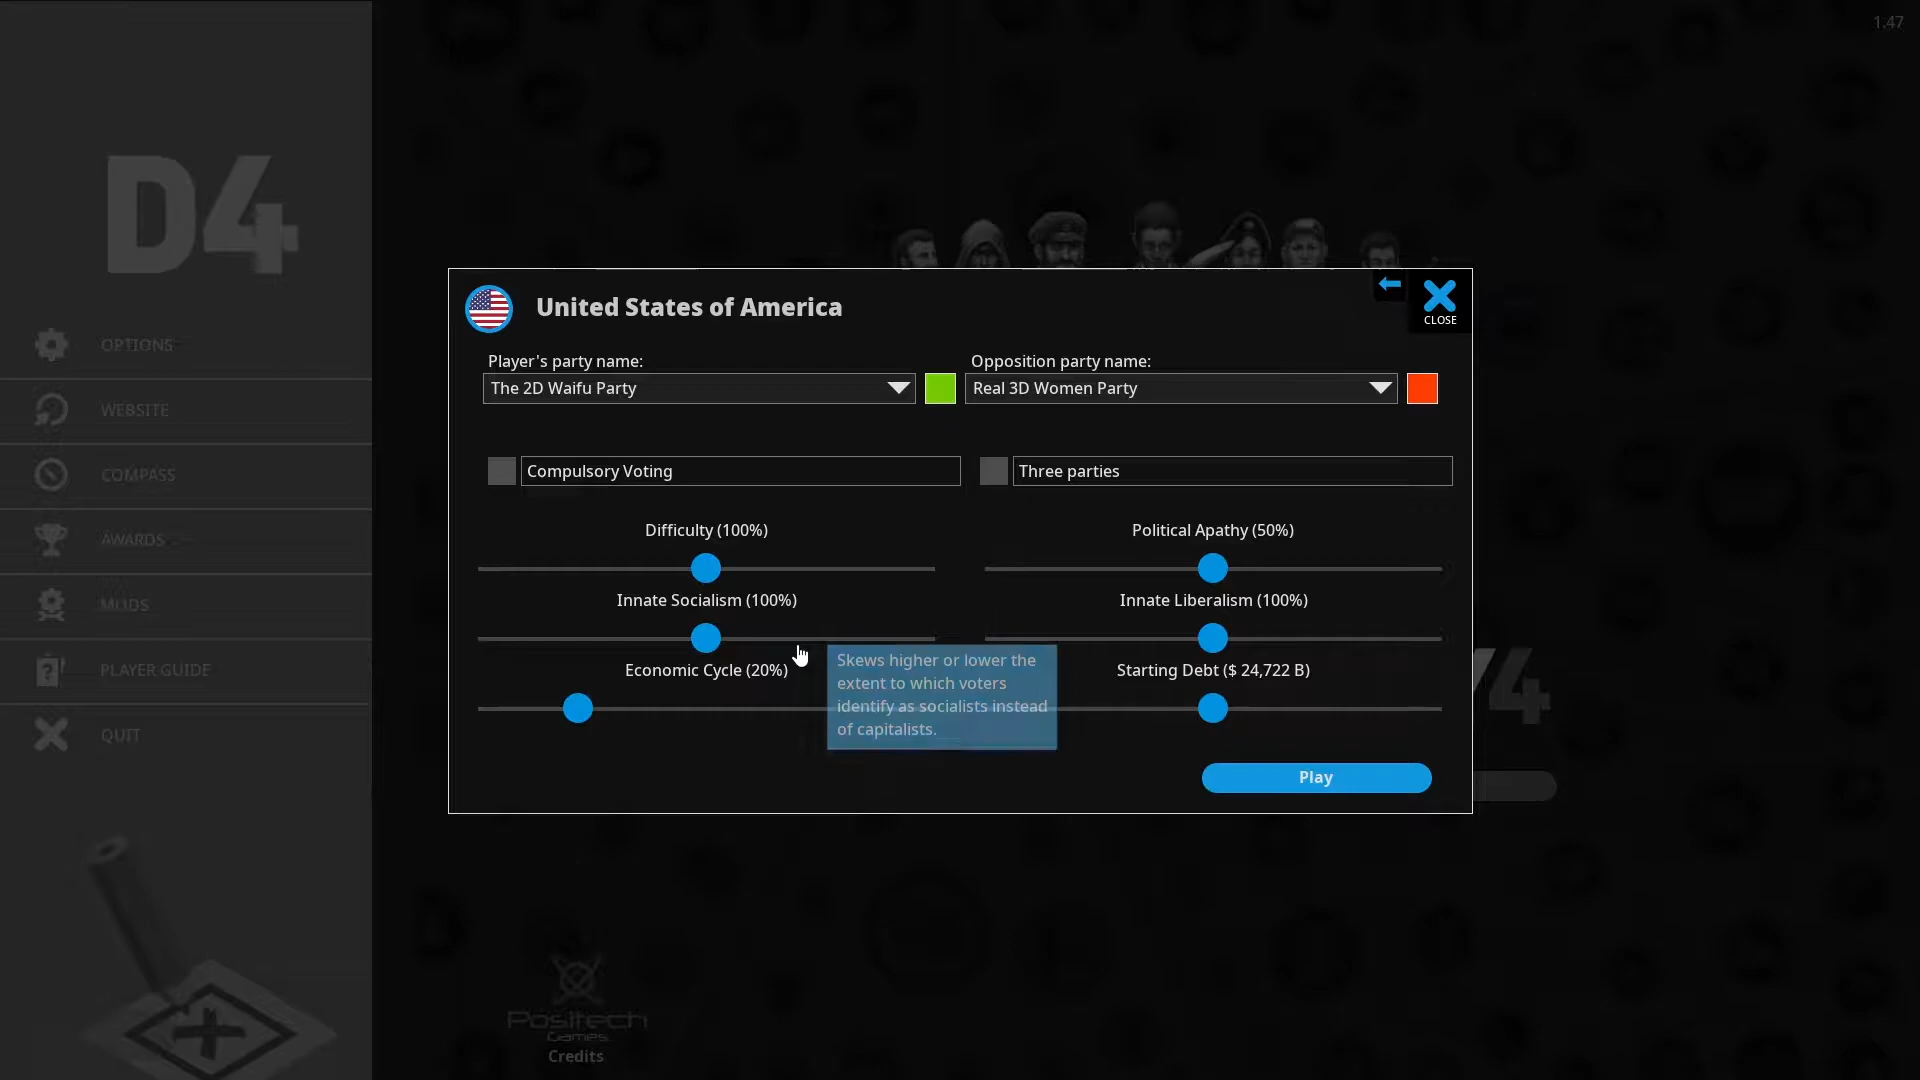 1.47
D4
OPTIONS
WEBSITE
COMPASS
AWARDS
MODS
PLAYER GUIDE
QUIT
United States of America
CLOSE
Player's party name:
Opposition party name:
The 2D Waifu Party
Real 3D Women Party
Compulsory Voting
Three parties
Difficulty (100%)
Political Apathy (50%)
Innate Socialism (100%)
Innate Liberalism (100%)
Economic Cycle (20%)
Skews higher or lower the
extent to which voters
identify as socialists instead
of capitalists.
Starting Debt ($ 24,722 B)
Play
Positech
Games
Credits